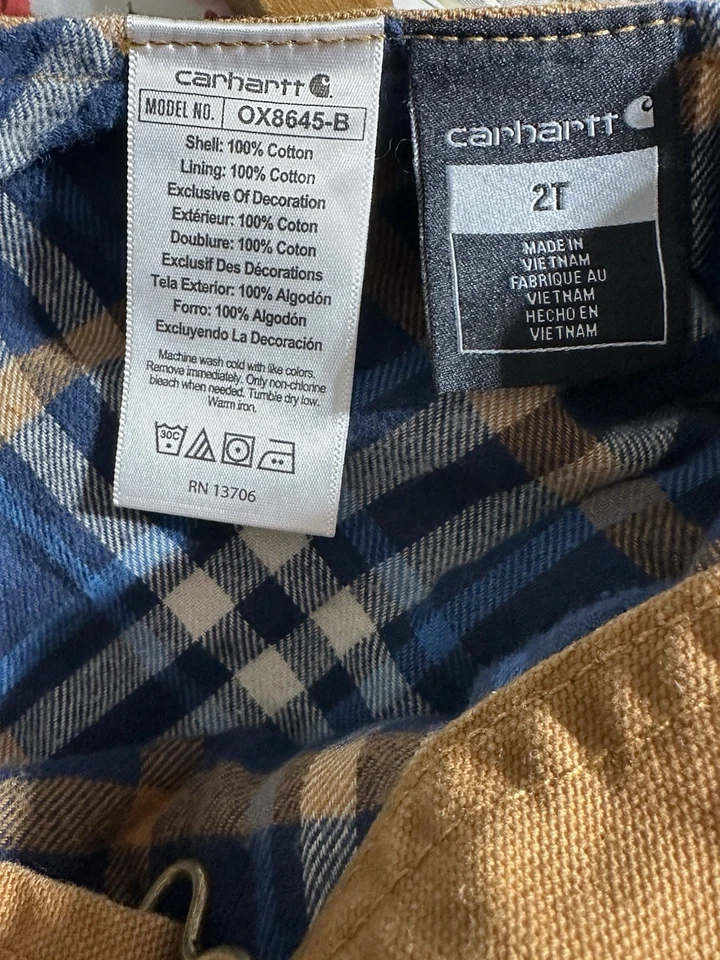 carhartt
MODEL NO. OX8645-B
Shell: 100% Cotton
Lining: 100% Cotton
Exclusive Of Decoration
Extérieur: 100% Coton
Doublure: 100% Coton
Exclusif Des Décorations
Tela Exterior: 100% Algodón
Forro: 100% Algodón
Excluyendo La Decoración
Machine wash cold with like colors.
Remove immediately. Only non-chlorine
bleach when needed. Tumble dry low.
Warm iron.
30C
RN 13706
carhartt
2T
MADE IN
VIETNAM
FABRIQUE AU
VIETNAM
HECHO EN
VIETNAM